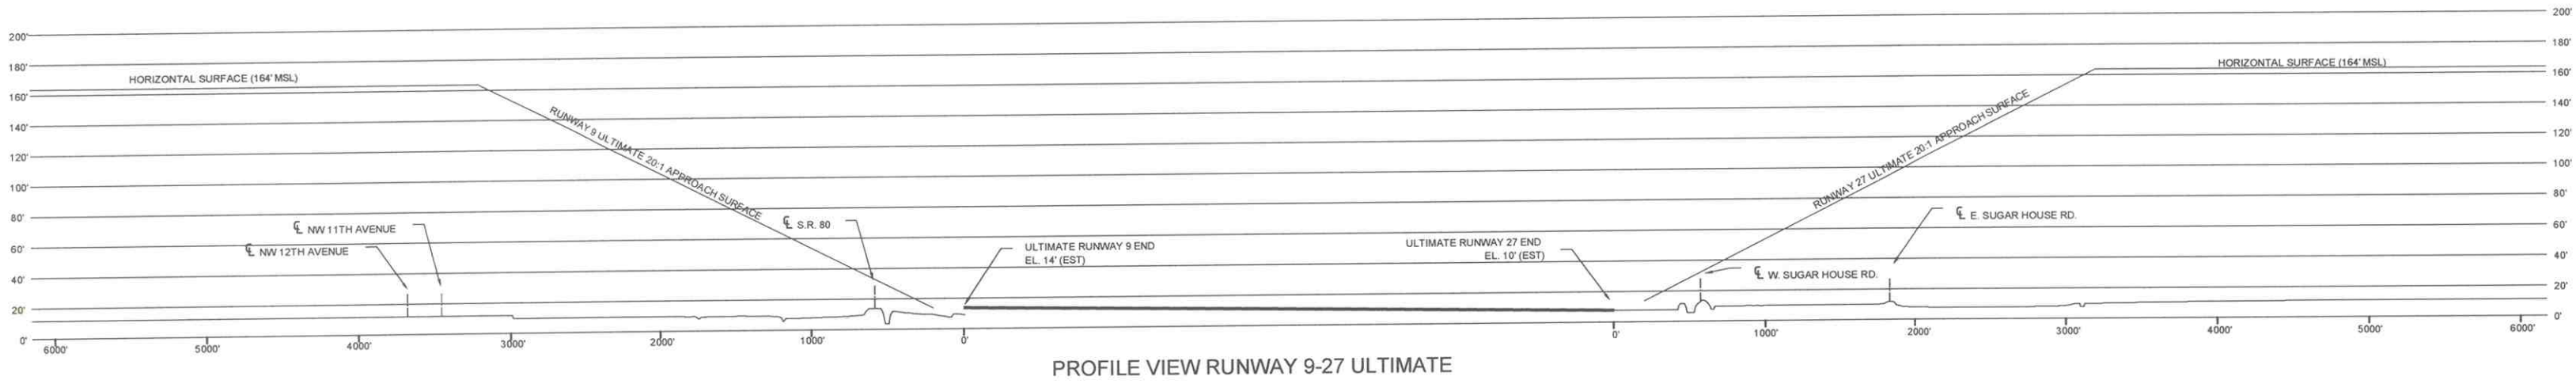 200'
180'
160'
140'
120'
100'
80'
60'
40'
20'
0'
HORIZONTAL SURFACE (164' MSL)
RUNWAY 9 ULTIMATE 20:1 APPROACH SURFACE
℄ NW 11TH AVENUE
℄ NW 12TH AVENUE
℄ S.R. 80
ULTIMATE RUNWAY 9 END
EL. 14' (EST)
ULTIMATE RUNWAY 27 END
EL. 10' (EST)
RUNWAY 27 ULTIMATE 20:1 APPROACH SURFACE
℄ W. SUGAR HOUSE RD.
℄ E. SUGAR HOUSE RD.
HORIZONTAL SURFACE (164' MSL)
200'
180'
160'
140'
120'
100'
80'
60'
40'
20'
0'
6000' 5000' 4000' 3000' 2000' 1000' 0' 0' 1000' 2000' 3000' 4000' 5000' 6000'
PROFILE VIEW RUNWAY 9-27 ULTIMATE